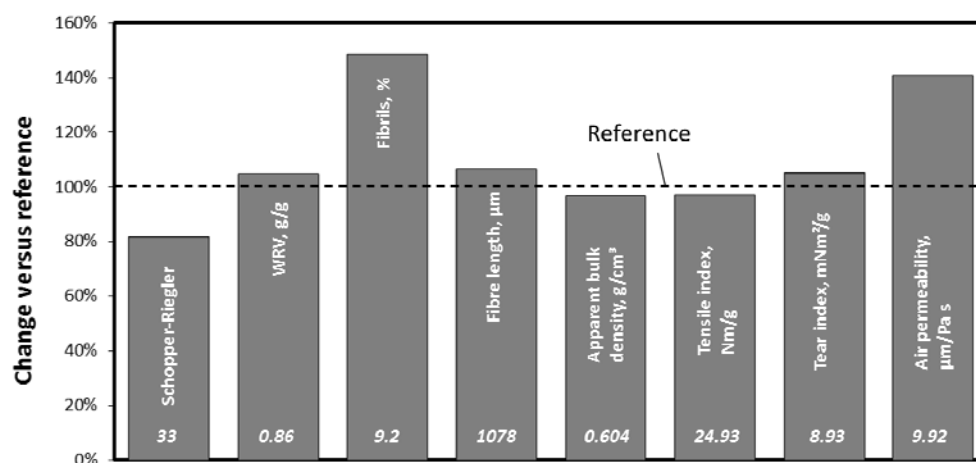 Change versus reference
160%
140%
120%
100%
80%
60%
40%
20%
0%
Reference
Schopper-Riegler
33
WRV, g/g
0.86
Fibrils, %
9.2
Fibre length, µm
1078
Apparent bulk
density, g/cm³
0.604
Tensile index,
Nm/g
24.93
Tear index, mNm²/g
8.93
Air permeability,
µm/Pa s
9.92